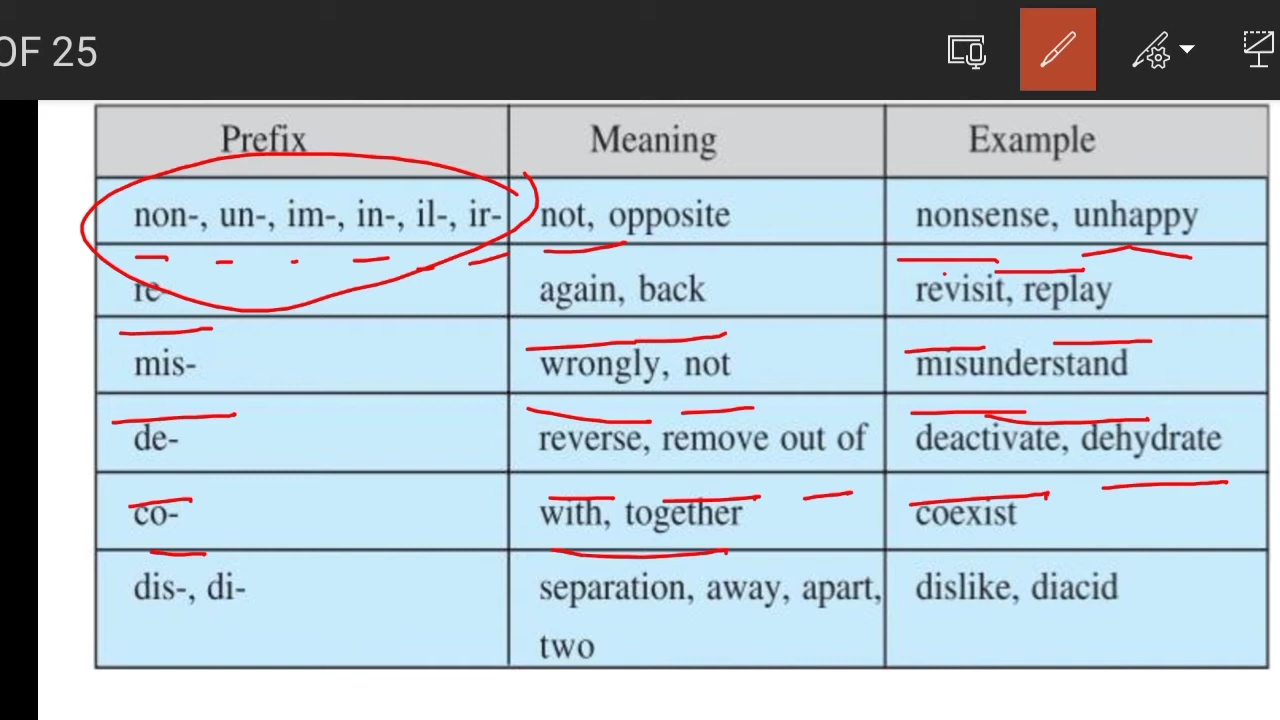 OF 25
Prefix Meaning Example
non-, un-, im-, in-, il-, ir- not, opposite nonsense, unhappy
re- again, back revisit, replay
mis- wrongly, not misunderstand
de- reverse, remove out of deactivate, dehydrate
co- with, together coexist
dis-, di- separation, away, apart, dislike, diacid
two